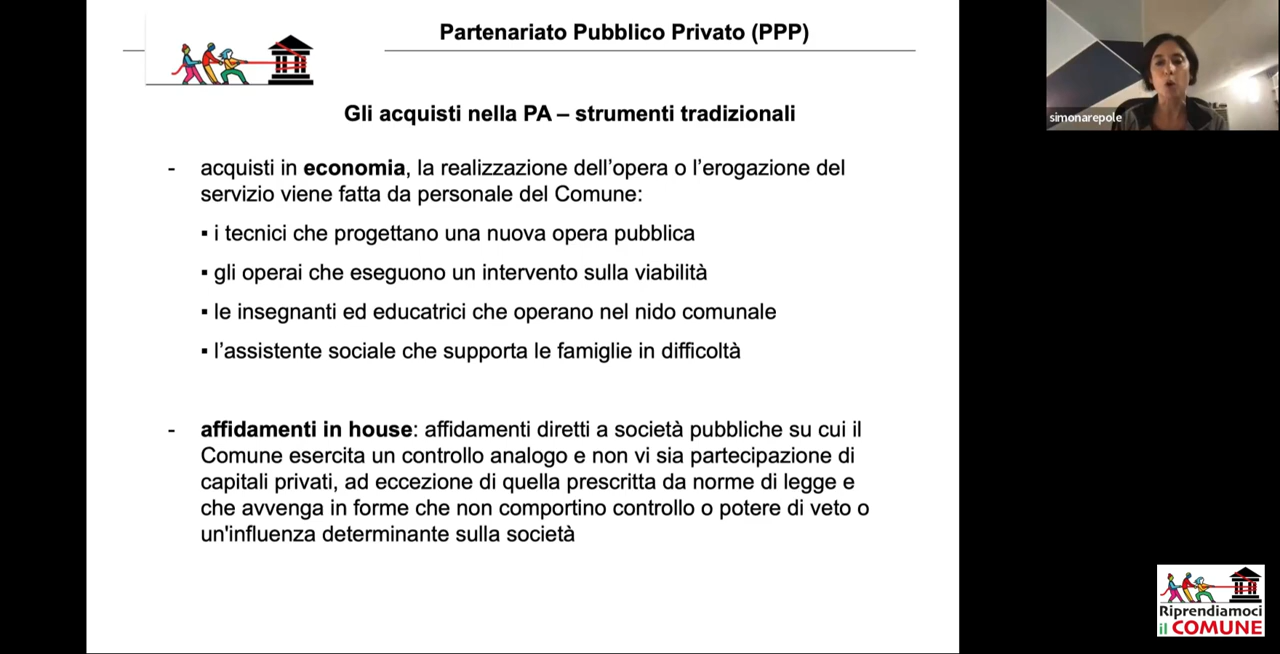 Partenariato Pubblico Privato (PPP)
simonarepole
Gli acquisti nella PA – strumenti tradizionali
- acquisti in economia, la realizzazione dell’opera o l’erogazione del
servizio viene fatta da personale del Comune:
▪ i tecnici che progettano una nuova opera pubblica
▪ gli operai che eseguono un intervento sulla viabilità
▪ le insegnanti ed educatrici che operano nel nido comunale
▪ l’assistente sociale che supporta le famiglie in difficoltà
- affidamenti in house: affidamenti diretti a società pubbliche su cui il
Comune esercita un controllo analogo e non vi sia partecipazione di
capitali privati, ad eccezione di quella prescritta da norme di legge e
che avvenga in forme che non comportino controllo o potere di veto o
un'influenza determinante sulla società
Riprendiamoci
il COMUNE